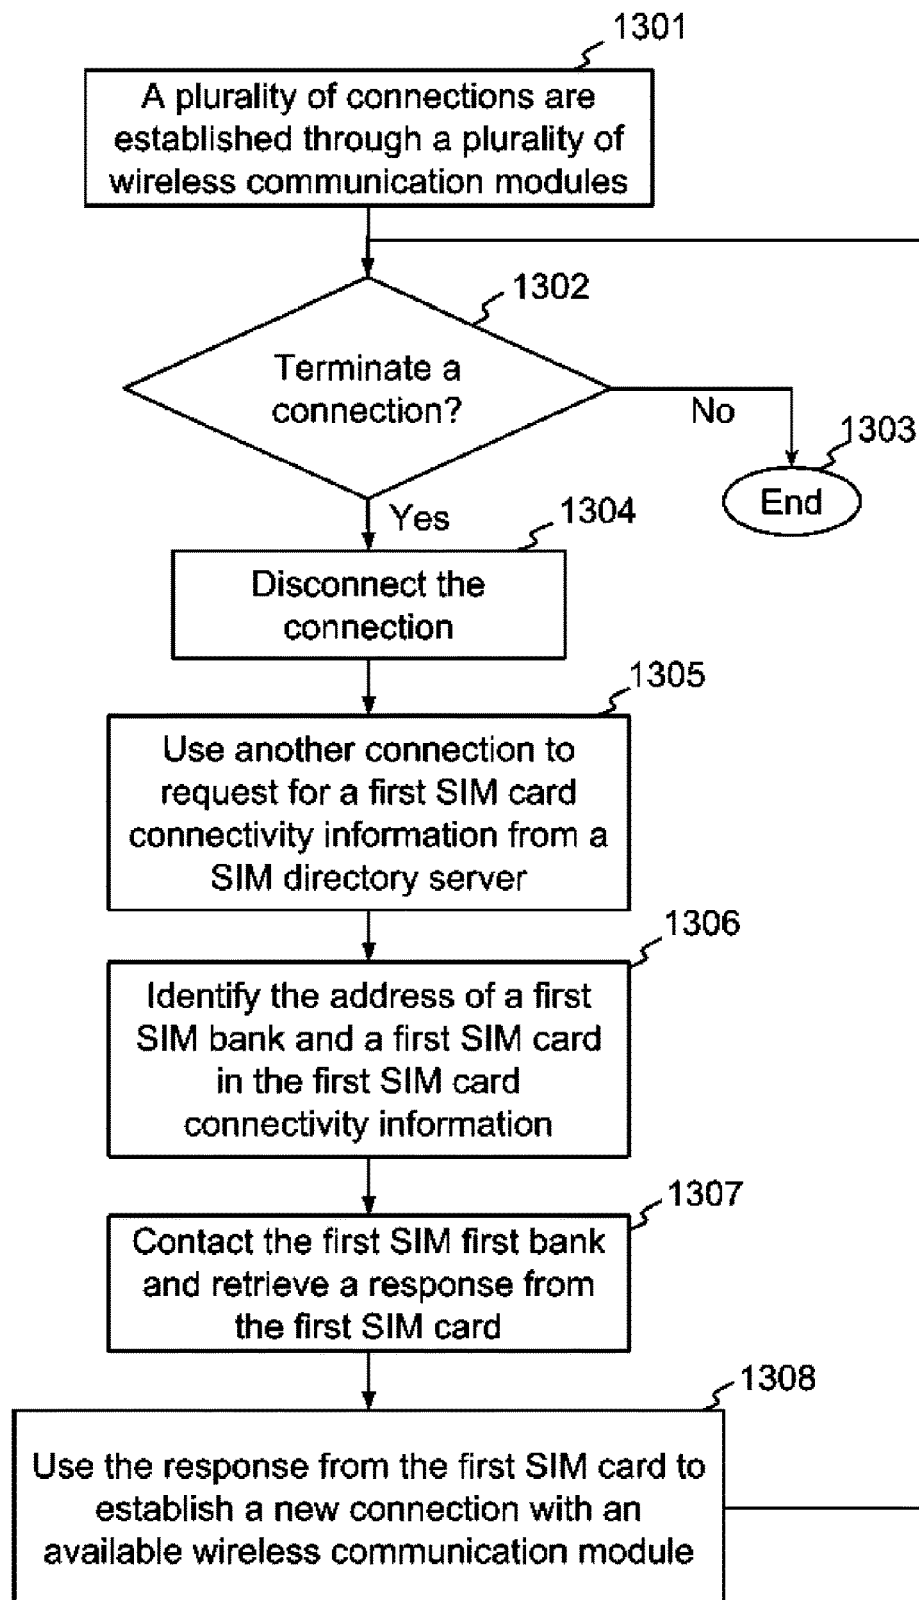 1301
A plurality of connections are
established through a plurality of
wireless communication modules
1302
Terminate a
connection?
No
1303
End
Yes
1304
Disconnect the
connection
1305
Use another connection to
request for a first SIM card
connectivity information from a
SIM directory server
1306
Identify the address of a first
SIM bank and a first SIM card
in the first SIM card
connectivity information
1307
Contact the first SIM first bank
and retrieve a response from
the first SIM card
1308
Use the response from the first SIM card to
establish a new connection with an
available wireless communication module